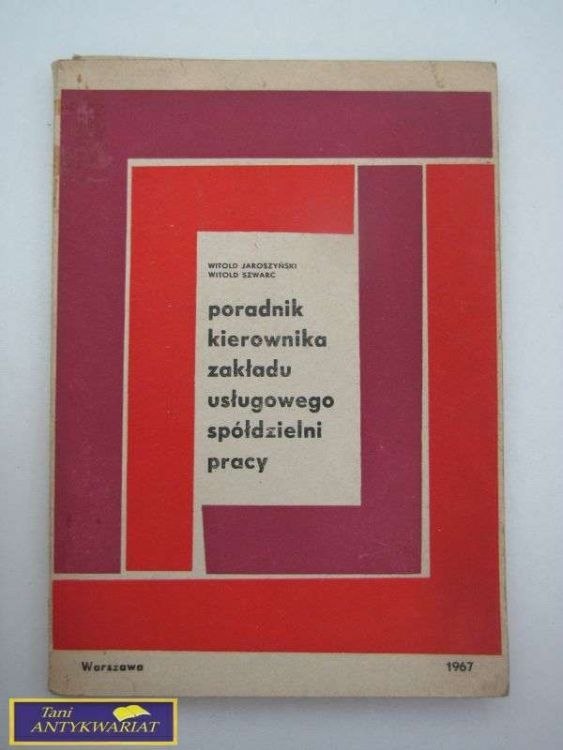 WITOLD JAROSZYŃSKI
WITOLD SZWARC
poradnik
kierownika
zakładu
usługowego
spółdzielni
pracy
Warszawa
1967
Tani
ANTYKWARIAT